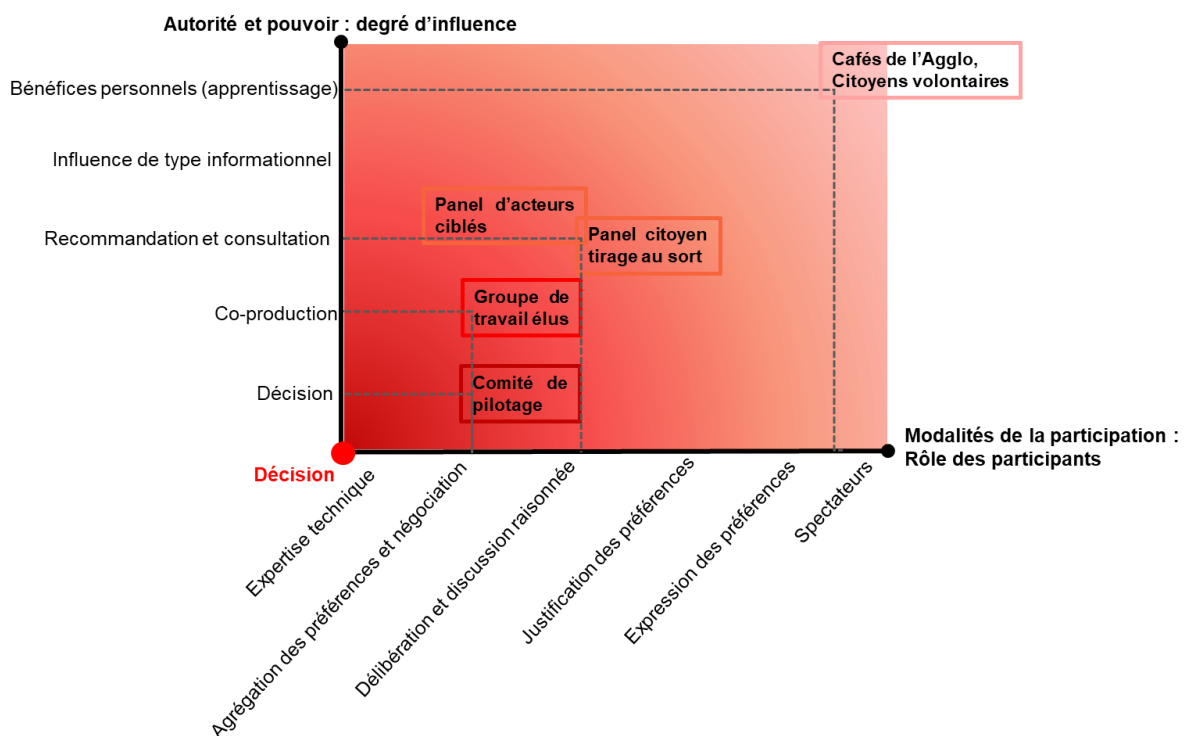 Autorité et pouvoir : degré d’influence
Cafés de l’Agglo,
Citoyens volontaires
Bénéfices personnels (apprentissage)
Influence de type informationnel
Panel d’acteurs
ciblés
Recommandation et consultation
Panel citoyen
tirage au sort
Groupe de
travail élus
Co-production
Comité de
pilotage
Décision
Modalités de la participation :
Rôle des participants
Décision
Expertise technique
Agrégation des préférences et négociation
Délibération et discussion raisonnée
Justification des préférences
Expression des préférences
Spectateurs